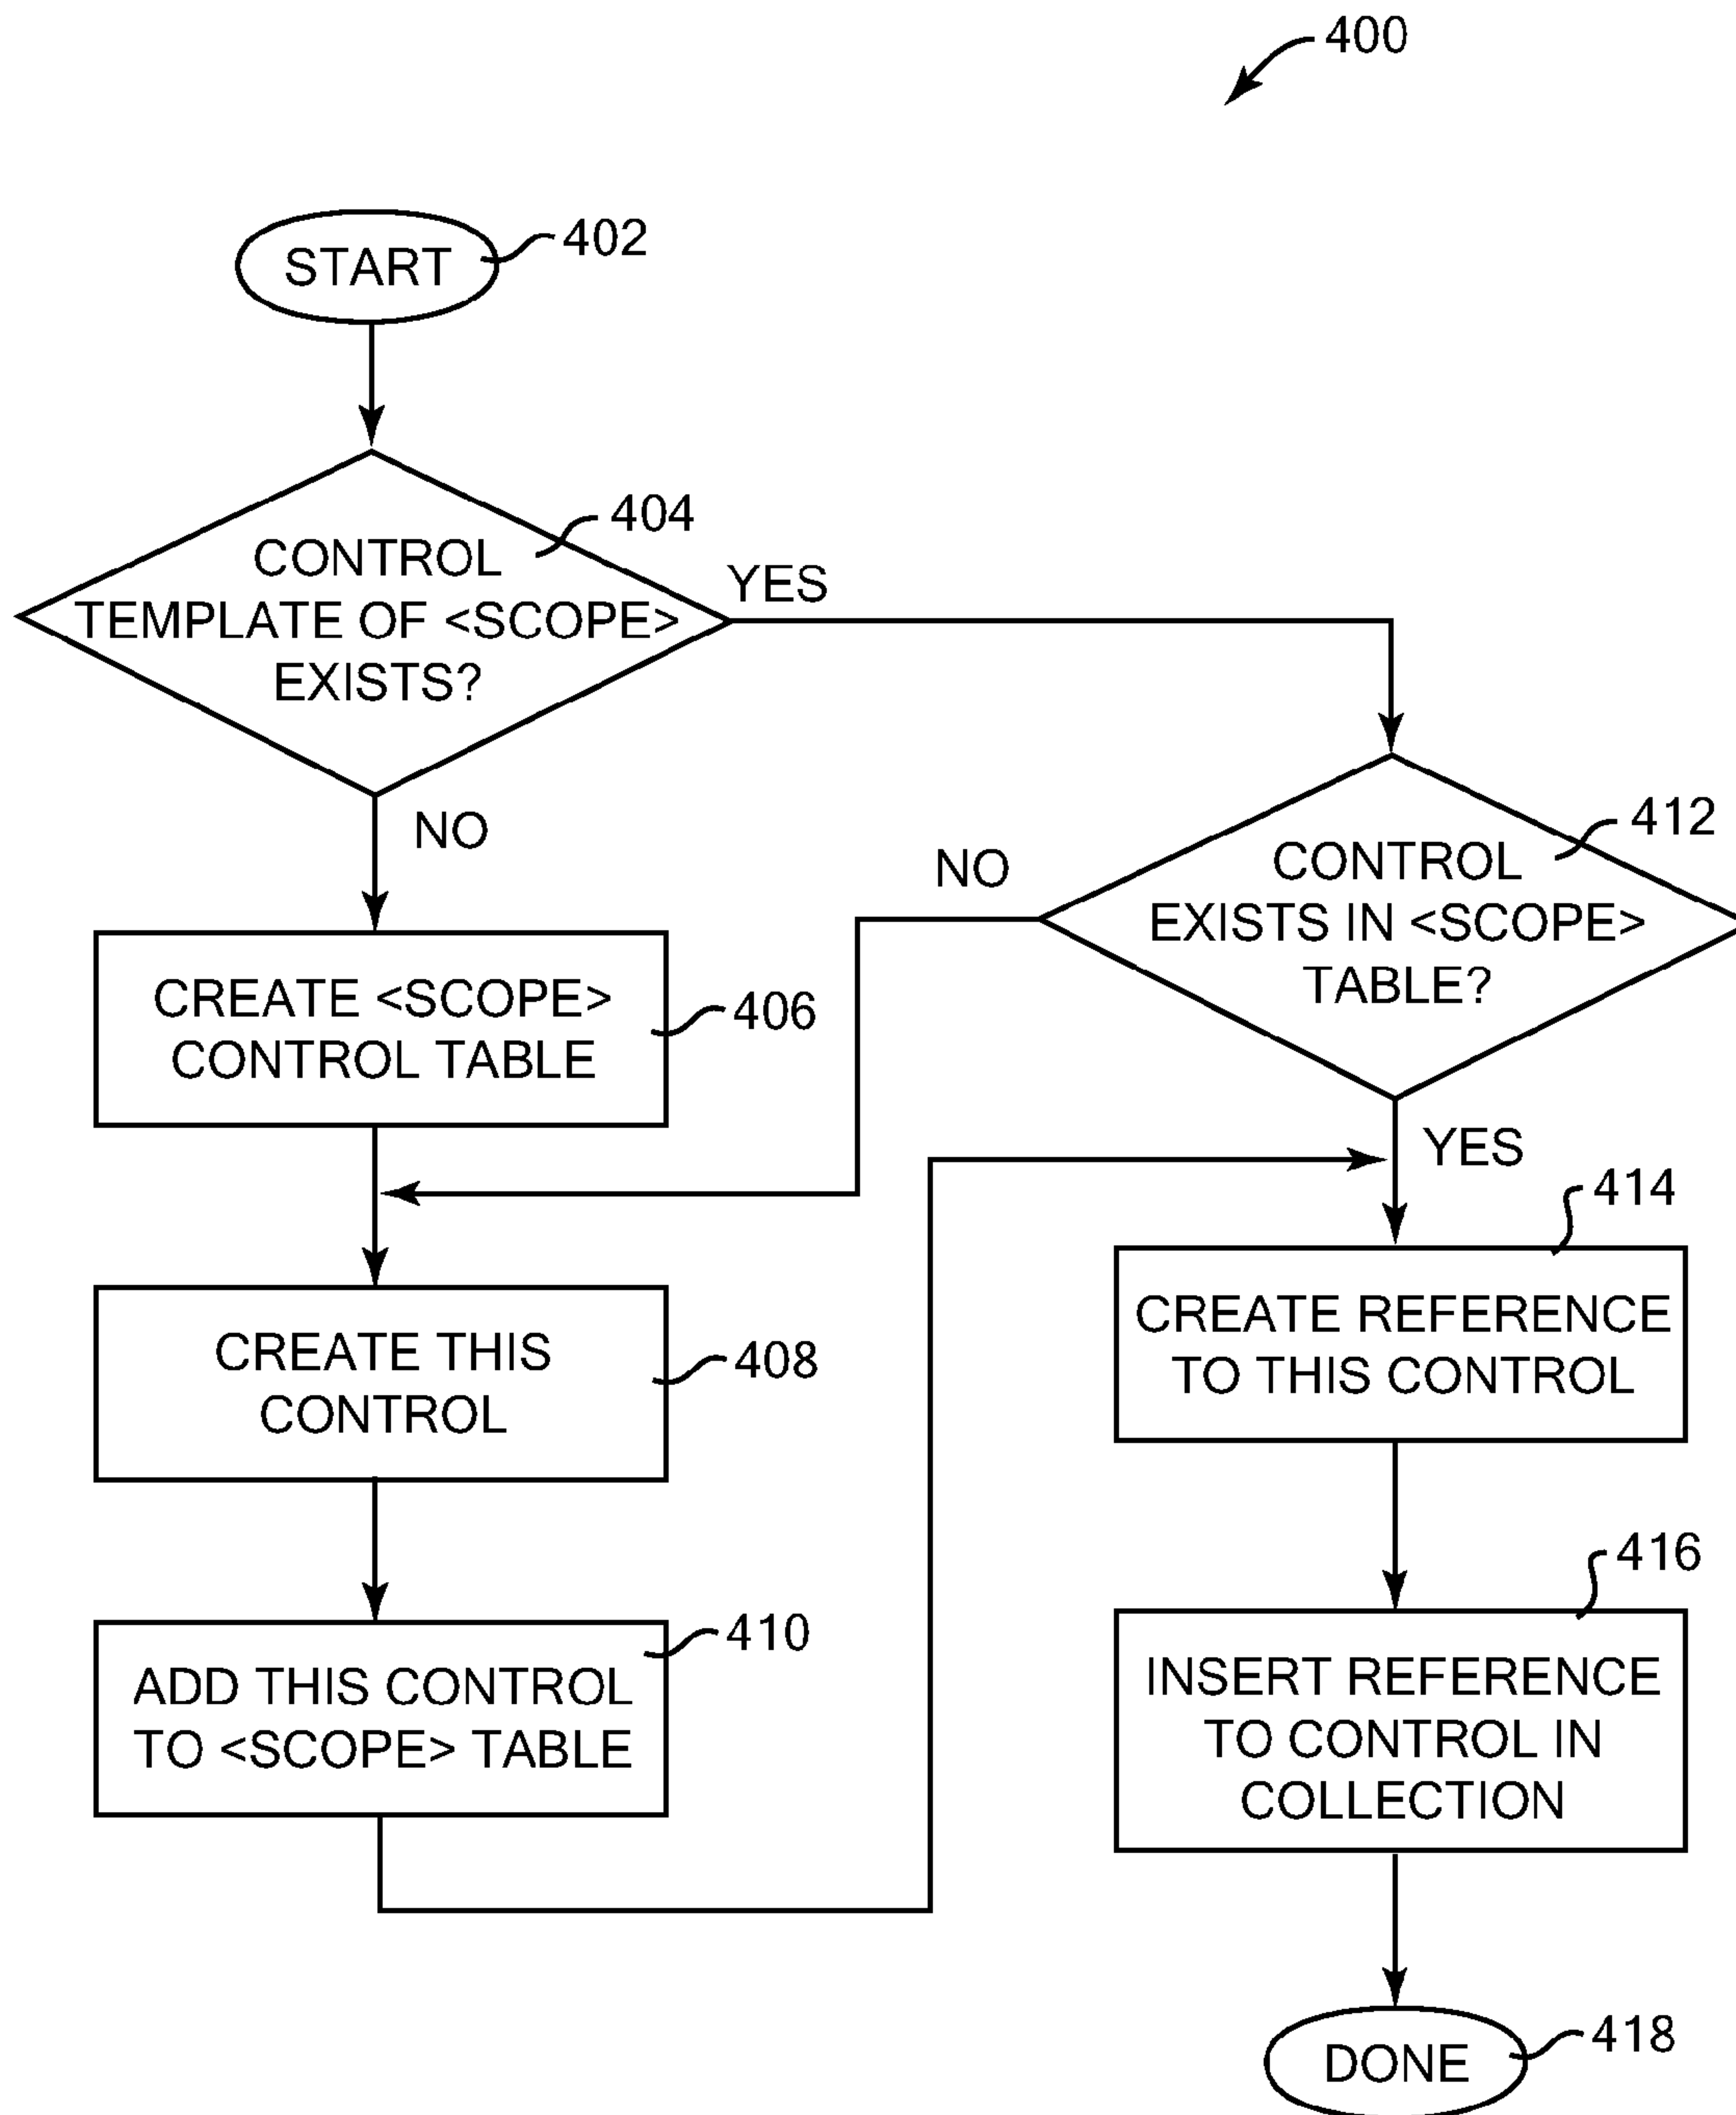 400
START
402
CONTROL
TEMPLATE OF <SCOPE>
EXISTS?
404
YES
NO
CREATE <SCOPE>
CONTROL TABLE
406
CREATE THIS
CONTROL
408
ADD THIS CONTROL
TO <SCOPE> TABLE
410
CONTROL
EXISTS IN <SCOPE>
TABLE?
412
NO
YES
CREATE REFERENCE
TO THIS CONTROL
414
INSERT REFERENCE
TO CONTROL IN
COLLECTION
416
DONE
418